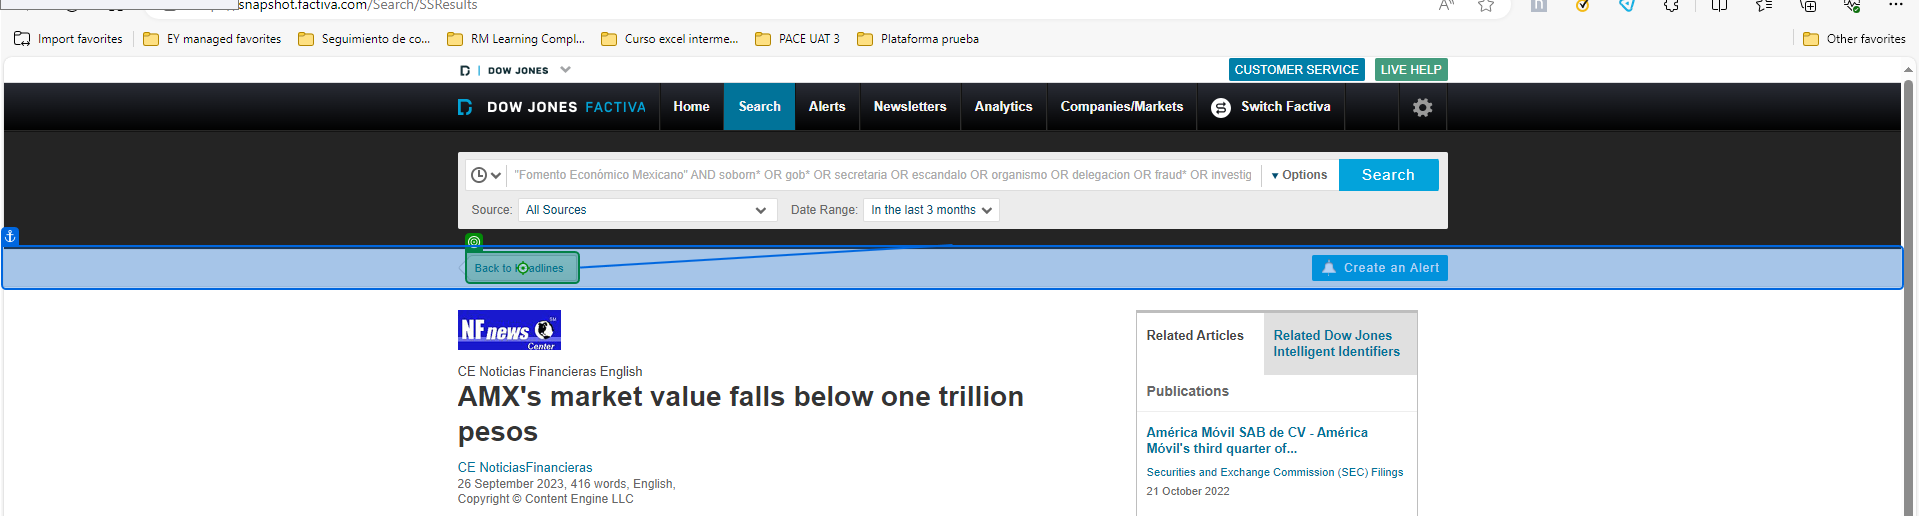 snapshot.factiva.com/Search/SSResults
Import favorites
EY managed favorites
Seguimiento de co...
RM Learning Compl...
Curso excel interme...
PACE UAT 3
Plataforma prueba
Other favorites
DOW JONES
CUSTOMER SERVICE
LIVE HELP
DOW JONES FACTIVA
Home
Search
Alerts
Newsletters
Analytics
Companies/Markets
Switch Factiva
"Fomento Económico Mexicano" AND soborn* OR gob* OR secretaria OR escandalo OR organismo OR delegacion OR fraud* OR investig
Options
Search
Source:
All Sources
Date Range:
In the last 3 months
Back to Headlines
Create an Alert
NFnews
Center
CE Noticias Financieras English
AMX's market value falls below one trillion
pesos
CE NoticiasFinancieras
26 September 2023, 416 words, English,
Copyright © Content Engine LLC
Related Articles
Related Dow Jones
Intelligent Identifiers
Publications
América Móvil SAB de CV - América
Móvil's third quarter of...
Securities and Exchange Commission (SEC) Filings
21 October 2022